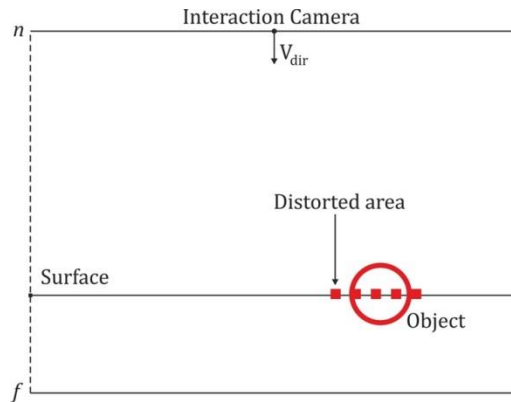 Interaction Camera
n
V_dir
Distorted area
Surface
Object
f